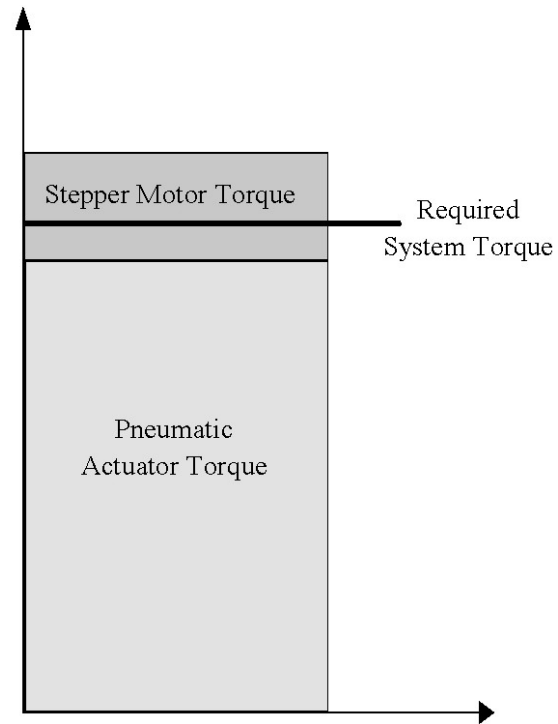 Stepper Motor Torque
Required
System Torque
Pneumatic
Actuator Torque